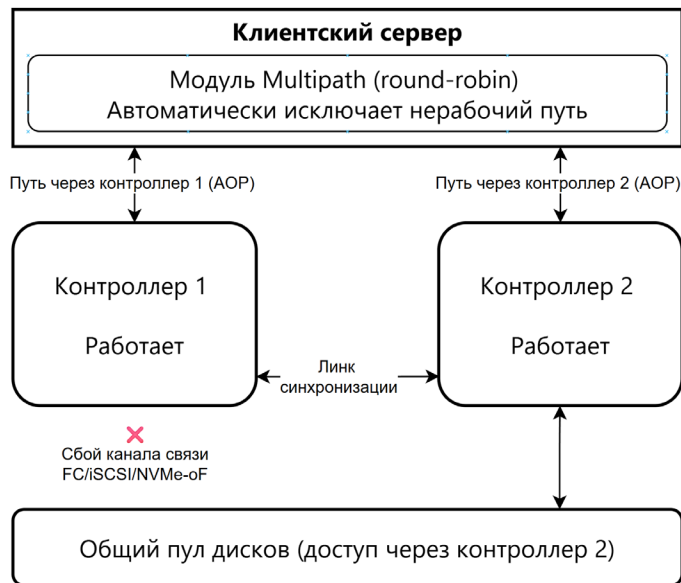 Клиентский сервер
Модуль Multipath (round-robin)
Автоматически исключает нерабочий путь
Путь через контроллер 1 (AOP)
Путь через контроллер 2 (AOP)
Контроллер 1
Работает
Контроллер 2
Работает
Линк
синхронизации
Сбой канала связи
FC/iSCSI/NVMe-oF
Общий пул дисков (доступ через контроллер 2)